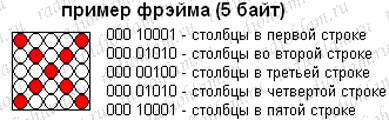 пример фрэйма (5 байт)
000 10001 - столбцы в первой строке
000 01010 - столбцы во второй строке
000 00100 - столбцы в третьей строке
000 01010 - столбцы в четвертой строке
000 10001 - столбцы в пятой строке